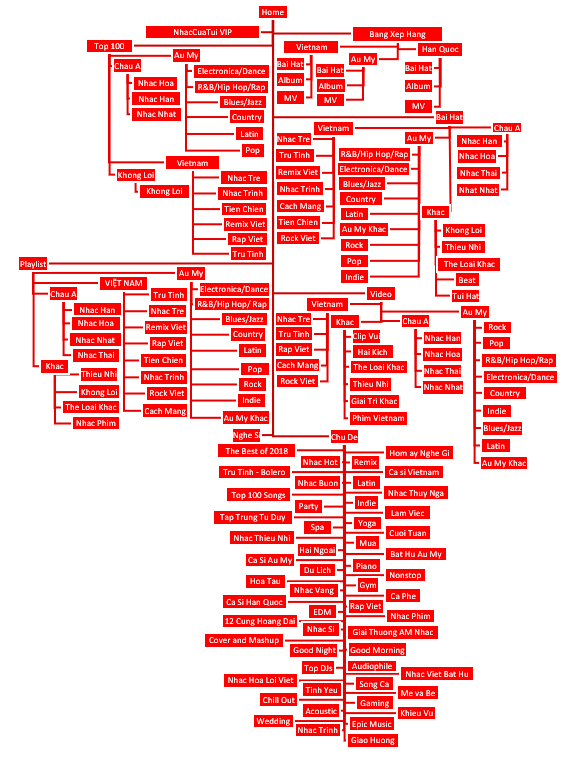 Home
NhacCuaTui VIP
Bang Xep Hang
Top 100
Au My
Chau A
Nhac Hoa
Nhac Han
Nhac Nhat
Electronica/Dance
R&B/Hip Hop/Rap
Blues/Jazz
Country
Latin
Pop
Vietnam
Khong Loi
Khong Loi
Nhac Tre
Nhac Trinh
Tien Chien
Remix Viet
Rap Viet
Tru Tinh
Vietnam
Bai Hat
Album
MV
Au My
Bai Hat
Album
MV
Han Quoc
Bai Hat
Album
MV
Bai Hat
Vietnam
Nhac Tre
Tru Tinh
Remix Viet
Nhac Trinh
Cach Mang
Tien Chien
Rock Viet
Au My
R&B/Hip Hop/Rap
Electronica/Dance
Blues/Jazz
Country
Latin
Au My Khac
Rock
Pop
Indie
Chau A
Nhac Han
Nhac Hoa
Nhac Thai
Nhat Nhat
Khac
Khong Loi
Thieu Nhi
The Loai Khac
Beat
Tui Hat
Playlist
Au My
VIỆT NAM
Chau A
Nhac Han
Nhac Hoa
Nhac Nhat
Nhac Thai
Khac
Thieu Nhi
Khong Loi
The Loai Khac
Nhac Phim
Tru Tinh
Nhac Tre
Remix Viet
Rap Viet
Tien Chien
Nhac Trinh
Rock Viet
Cach Mang
Electronica/Dance
R&B/Hip Hop/ Rap
Blues/Jazz
Country
Latin
Pop
Rock
Indie
Au My Khac
Video
Vietnam
Nhac Tre
Tru Tinh
Rap Viet
Cach Mang
Rock Viet
Khac
Clip Vui
Hai Kich
The Loai Khac
Thieu Nhi
Giai Tri Khac
Phim Vietnam
Chau A
Nhac Han
Nhac Hoa
Nhac Thai
Nhac Nhat
Au My
Rock
Pop
R&B/Hip Hop/Rap
Electronica/Dance
Country
Indie
Blues/Jazz
Latin
Au My Khac
Nghe Si
Chu De
The Best of 2018
Hom ay Nghe Gi
Nhac Hot
Remix
Tru Tinh - Bolero
Ca si Vietnam
Nhac Buon
Latin
Top 100 Songs
Nhac Thuy Nga
Party
Indie
Tap Trung Tu Duy
Lam Viec
Spa
Yoga
Nhac Thieu Nhi
Cuoi Tuan
Hai Ngoai
Mua
Ca Si Au My
Bat Hu Au My
Du Lich
Piano
Hoa Tau
Nonstop
Nhac Vang
Gym
Ca Si Han Quoc
Ca Phe
EDM
Rap Viet
12 Cung Hoang Dai
Nhac Phim
Nhac Si
Giai Thuong AM Nhac
Cover and Mashup
Good Night
Good Morning
Top DJs
Audiophile
Nhac Hoa Loi Viet
Nhac Viet Bat Hu
Tinh Yeu
Song Ca
Chill Out
Me va Be
Acoustic
Gaming
Wedding
Khieu Vu
Nhac Trinh
Epic Music
Giao Huong